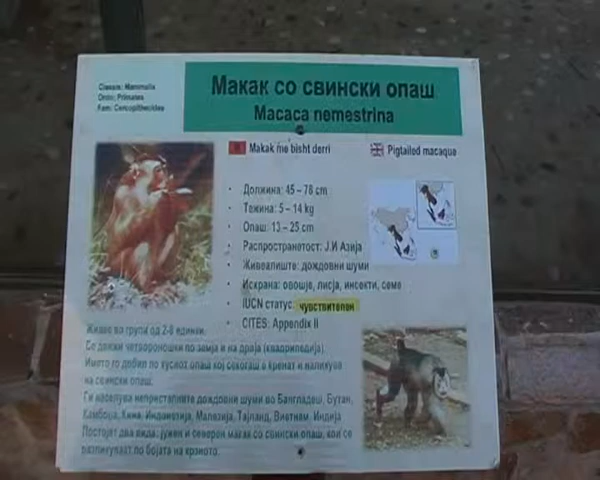 Classis: Mammalia
Ordo: Primates
Fam: Cercopithecidae
Макак со свински опаш
Macaca nemestrina
Makak me bisht derri
Pigtailed macaque
• Должина: 45 – 78 cm
• Тежина: 5 – 14 kg
• Опаш: 13 – 25 cm
• Распространетост: Ј.И Азија
• Живеалиште: дождовни шуми
• Исхрана: овошје, лисја, инсекти, семе
• IUCN статус: чувствителен
• CITES: Appendix II
Живее во групи од 2-8 единки.
Се движи четвороношки по земја и на дрвја (квадрипедија)
Името го добил по кусиот опаш кој секогаш е кренат и наликува
на свински опаш.
Ги населува непристапните дождовни шуми во Бангладеш, Бутан,
Камбоџа, Кина, Индонезија, Малезија, Тајланд, Виетнам, Индија
Постојат два вида: јужен и северен макак со свински опаш, кои се
разликуваат по бојата на крзното.